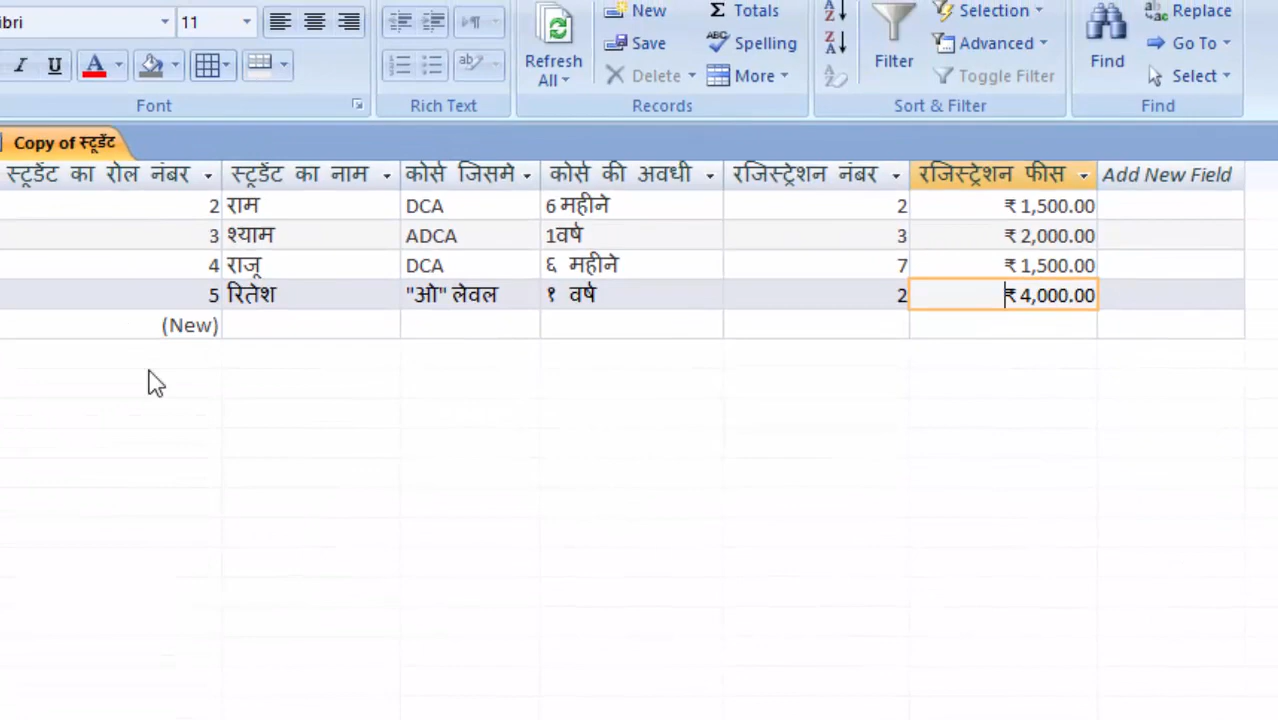 ibri 11 New Σ Totals Selection Replace
Save Spelling Advanced Go To
I U A Refresh All Delete More Filter Toggle Filter Find Select
Font Rich Text Records Sort & Filter Find
Copy of स्टूडेंट
स्टूडेंट का रोल नंबर स्टूडेंट का नाम कोर्स जिसमे कोर्स की अवधी रजिस्ट्रेशन नंबर रजिस्ट्रेशन फीस Add New Field
2 राम DCA 6 महीने 2 ₹ 1,500.00
3 श्याम ADCA 1वर्ष 3 ₹ 2,000.00
4 राजू DCA ६ महीने 7 ₹ 1,500.00
5 रितेश "ओ" लेवल १ वर्ष 2 ₹ 4,000.00
(New)